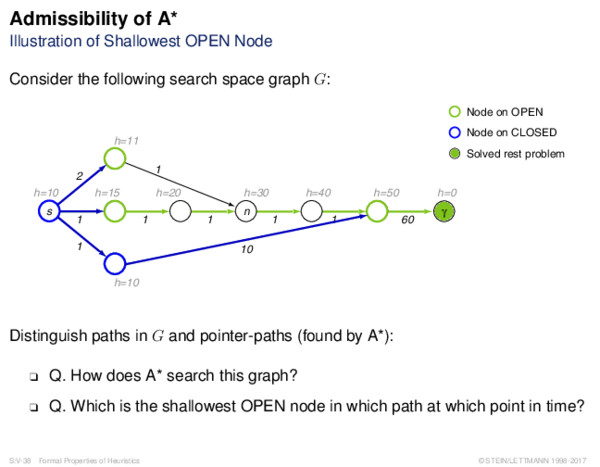 Admissibility of A*
Illustration of Shallowest OPEN Node
Consider the following search space graph G:
Node on OPEN
Node on CLOSED
Solved rest problem
h=11
2
1
h=10
h=15
h=20
h=30
h=40
h=50
h=0
s
n
γ
1
1
1
1
1
60
1
10
h=10
Distinguish paths in G and pointer-paths (found by A*):
❑ Q. How does A* search this graph?
❑ Q. Which is the shallowest OPEN node in which path at which point in time?
S:V-38 Formal Properties of Heuristics
©STEIN/LETTMANN 1998-2017